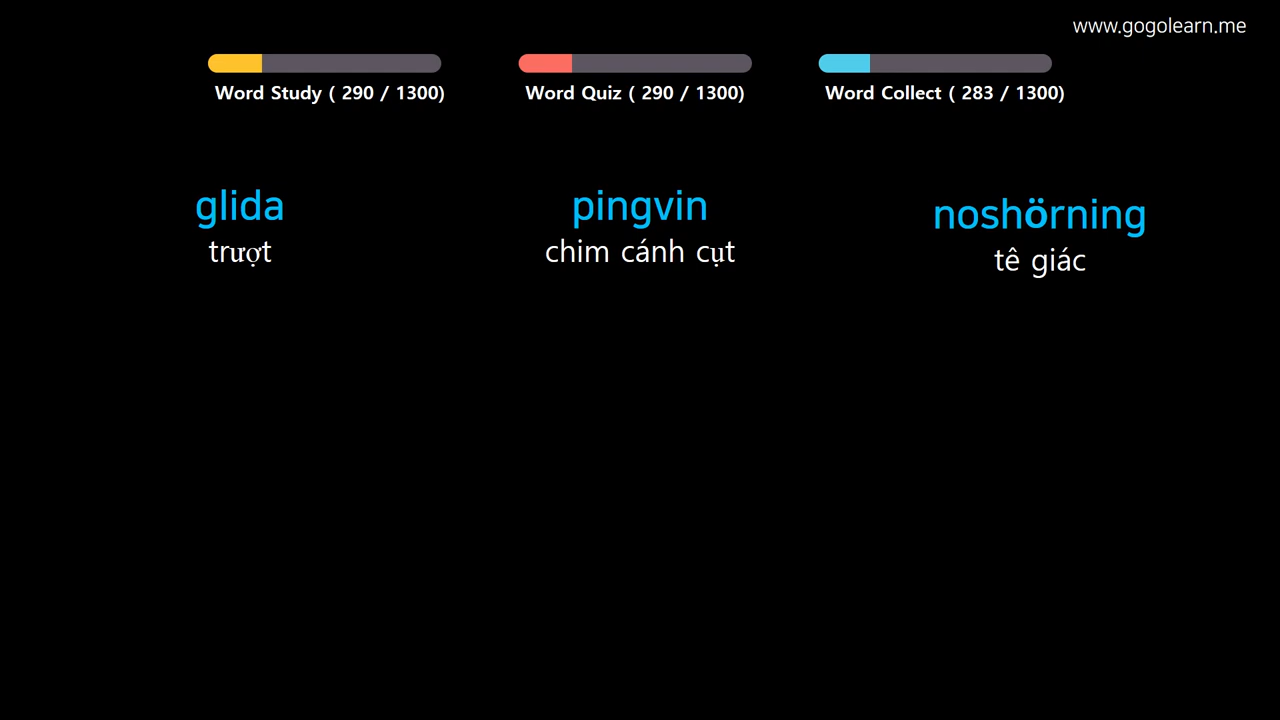 www.gogolearn.me
Word Study ( 290 / 1300)
Word Quiz ( 290 / 1300)
Word Collect ( 283 / 1300)
glida
trượt
pingvin
chim cánh cụt
noshörning
tê giác